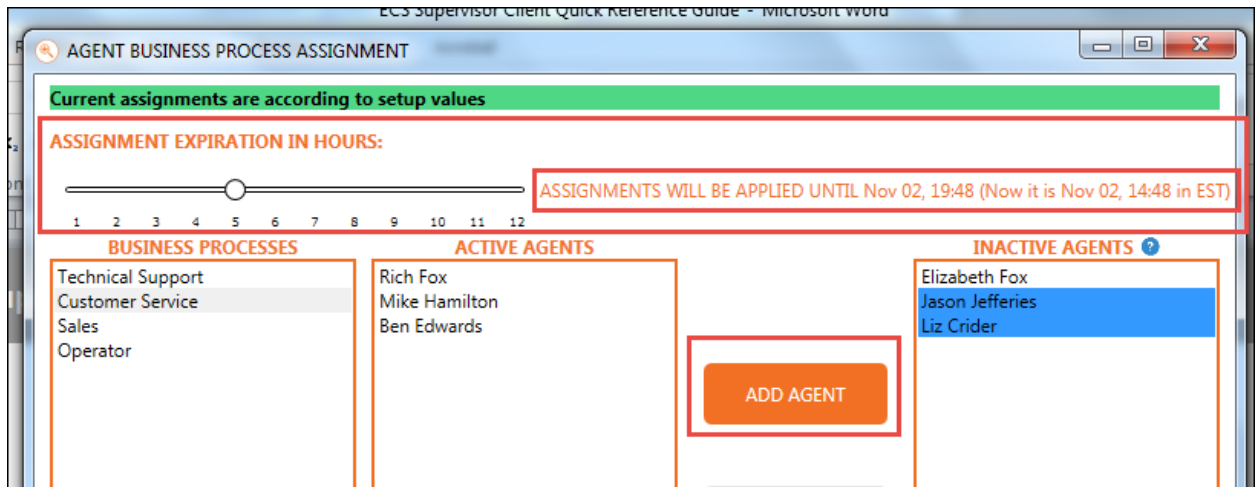 ECS Supervisor Client Quick Reference Guide - Microsoft Word
AGENT BUSINESS PROCESS ASSIGNMENT
Current assignments are according to setup values
ASSIGNMENT EXPIRATION IN HOURS:
ASSIGNMENTS WILL BE APPLIED UNTIL Nov 02, 19:48 (Now it is Nov 02, 14:48 in EST)
1 2 3 4 5 6 7 8 9 10 11 12
BUSINESS PROCESSES
Technical Support
Customer Service
Sales
Operator
ACTIVE AGENTS
Rich Fox
Mike Hamilton
Ben Edwards
ADD AGENT
INACTIVE AGENTS ?
Elizabeth Fox
Jason Jefferies
Liz Crider